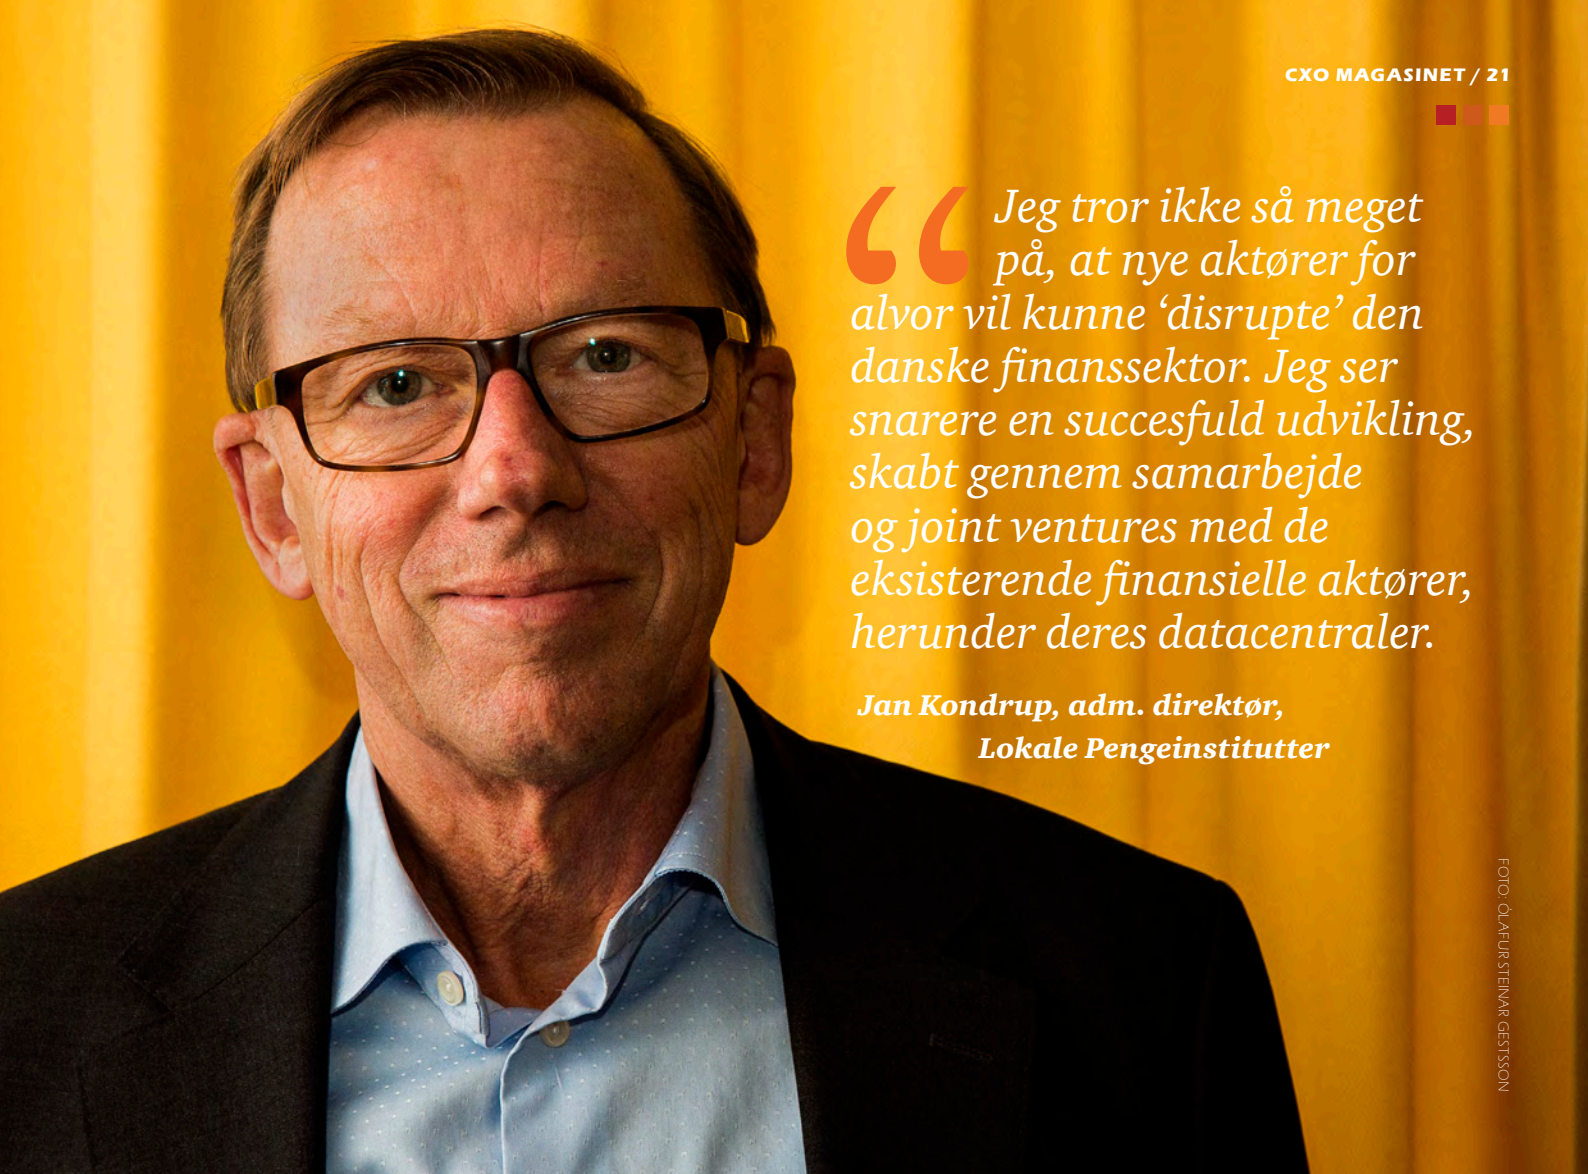 CXO MAGASINET / 21
“Jeg tror ikke så meget
på, at nye aktører for
alvor vil kunne ‘disrupte’ den
danske finanssektor. Jeg ser
snarere en succesfuld udvikling,
skabt gennem samarbejde
og joint ventures med de
eksisterende finansielle aktører,
herunder deres datacentraler.
Jan Kondrup, adm. direktør,
Lokale Pengeinstitutter
FOTO: ÓLAFUR STEINAR GESTSSON